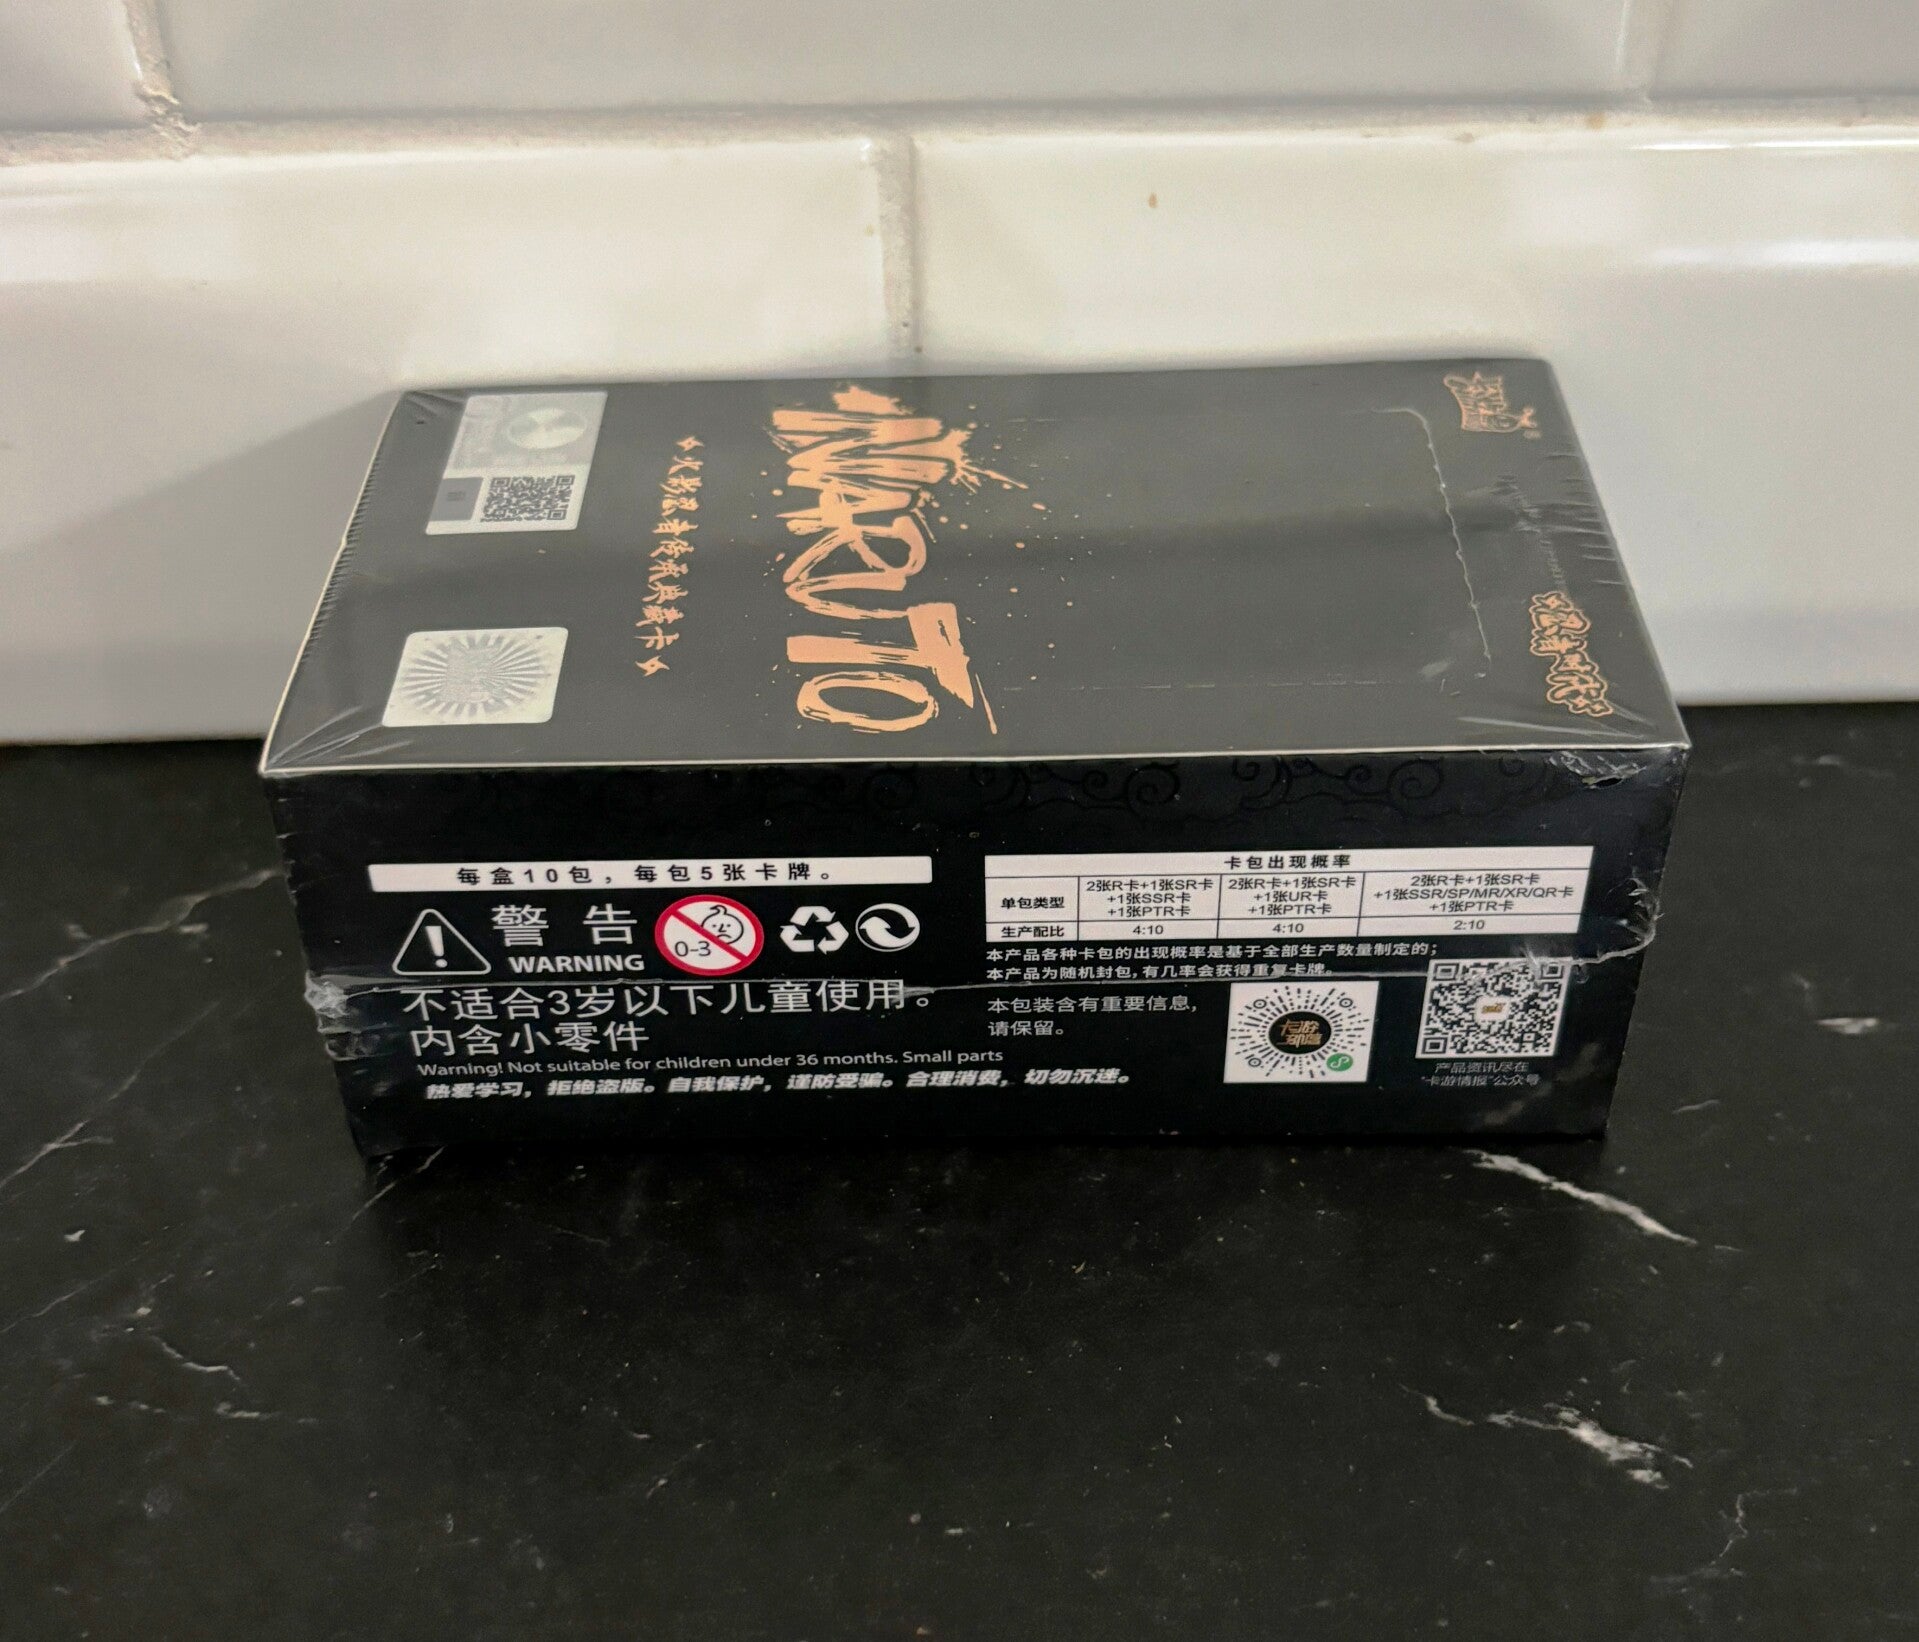 NARUTO
火影忍者传承典藏卡
每盒10包，每包5张卡牌。
警告
WARNING
0-3
不适合3岁以下儿童使用。
内含小零件
Warning! Not suitable for children under 36 months. Small parts
热爱学习，拒绝盗版。自我保护，谨防受骗。合理消费，切勿沉迷。
卡包出现概率
单包类型
2张R卡+1张SR卡
+1张SSR卡
+1张PTR卡
2张R卡+1张SR卡
+1张UR卡
+1张PTR卡
2张R卡+1张SR卡
+1张SSR/SP/MR/XR/QR卡
+1张PTR卡
生产配比 4:10 4:10 2:10
本产品各种卡包的出现概率是基于全部生产数量制定的；
本产品为随机封包，有几率会获得重复卡牌。
本包装含有重要信息，
请保留。
卡游
产品资讯尽在
"卡游情报"公众号